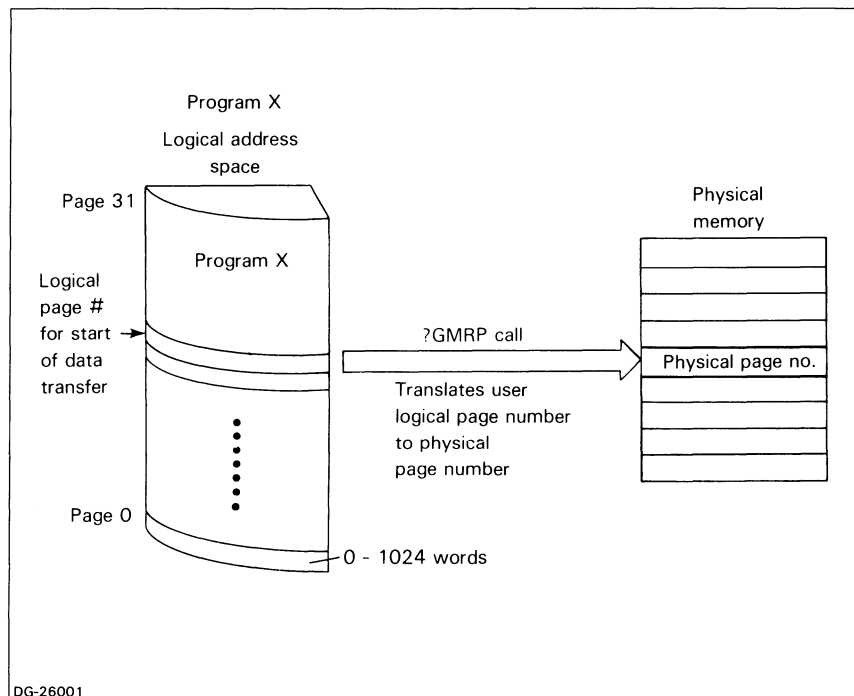 Program X
Logical address
space
Page 31
Program X
Logical
page #
for start
of data
transfer
Page 0
0 - 1024 words
?GMRP call
Translates user
logical page number
to physical
page number
Physical
memory
Physical page no.
DG-26001